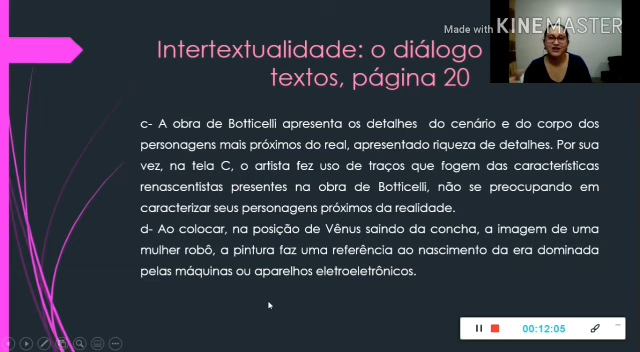 Made with KINEMASTER
Intertextualidade: o diálogo
textos, página 20
c- A obra de Botticelli apresenta os detalhes do cenário e do corpo dos
personagens mais próximos do real, apresentado riqueza de detalhes. Por sua
vez, na tela C, o artista fez uso de traços que fogem das características
renascentistas presentes na obra de Botticelli, não se preocupando em
caracterizar seus personagens próximos da realidade.
d- Ao colocar, na posição de Vênus saindo da concha, a imagem de uma
mulher robô, a pintura faz uma referência ao nascimento da era dominada
pelas máquinas ou aparelhos eletroeletrônicos.
00:12:05